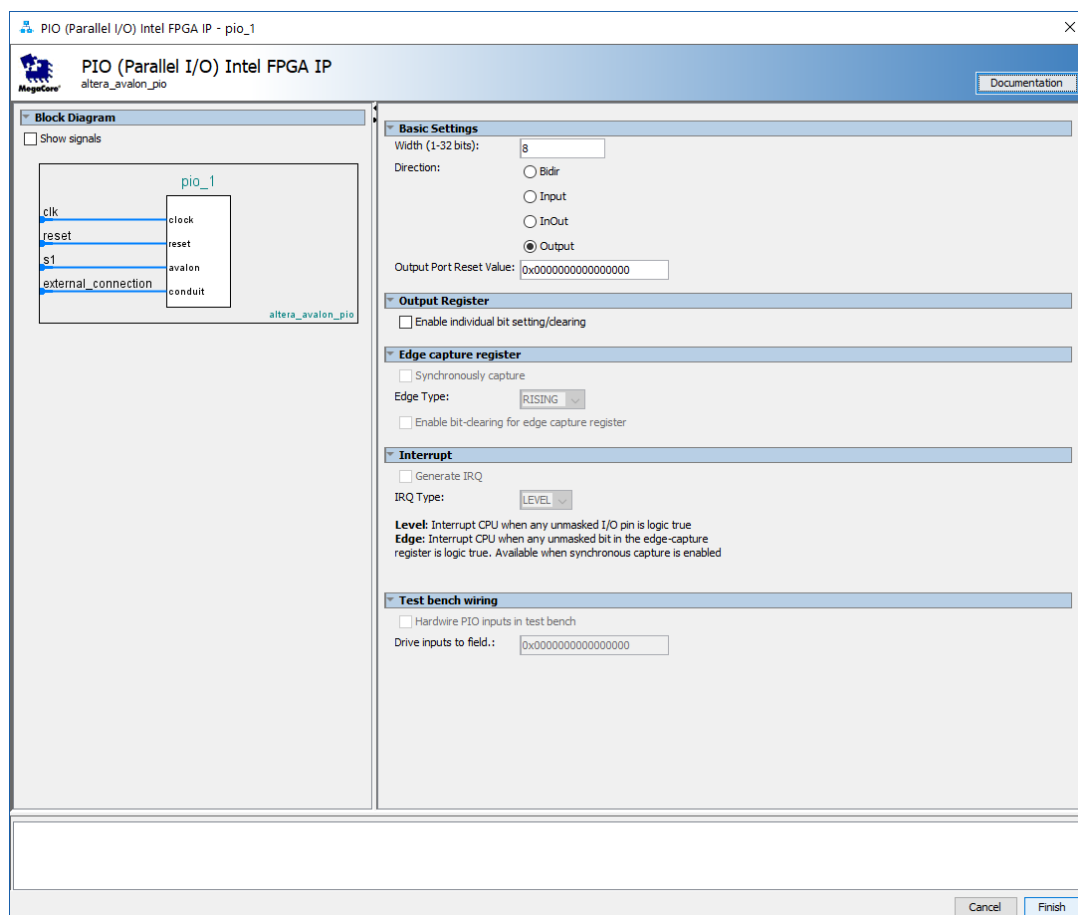 PIO (Parallel I/O) Intel FPGA IP - pio_1
PIO (Parallel I/O) Intel FPGA IP
altera_avalon_pio
MegaCore'
Documentation
Block Diagram
Show signals
pio_1
clk
clock
reset
reset
s1
avalon
external_connection
conduit
altera_avalon_pio
Basic Settings
Width (1-32 bits):
8
Direction:
Bidir
Input
InOut
Output
Output Port Reset Value:
0x0000000000000000
Output Register
Enable individual bit setting/clearing
Edge capture register
Synchronously capture
Edge Type:
RISING
Enable bit-clearing for edge capture register
Interrupt
Generate IRQ
IRQ Type:
LEVEL
Level: Interrupt CPU when any unmasked I/O pin is logic true
Edge: Interrupt CPU when any unmasked bit in the edge-capture
register is logic true. Available when synchronous capture is enabled
Test bench wiring
Hardwire PIO inputs in test bench
Drive inputs to field.:
0x0000000000000000
Cancel
Finish